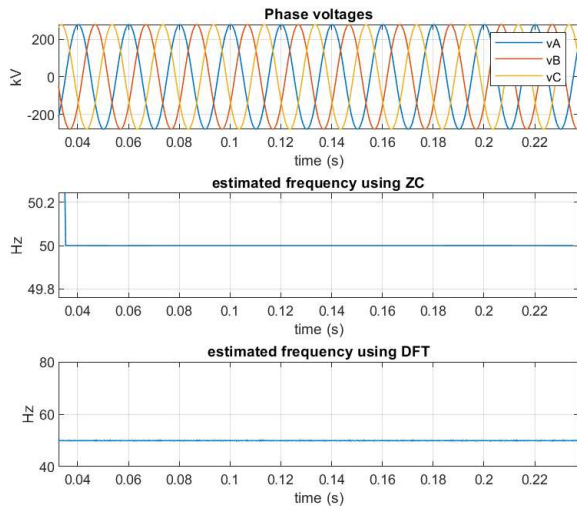 Phase voltages
200
0
-200
kV
vA
vB
vC
0.04 0.06 0.08 0.1 0.12 0.14 0.16 0.18 0.2 0.22
time (s)
estimated frequency using ZC
50.2
50
49.8
Hz
0.04 0.06 0.08 0.1 0.12 0.14 0.16 0.18 0.2 0.22
time (s)
estimated frequency using DFT
80
60
40
Hz
0.04 0.06 0.08 0.1 0.12 0.14 0.16 0.18 0.2 0.22
time (s)